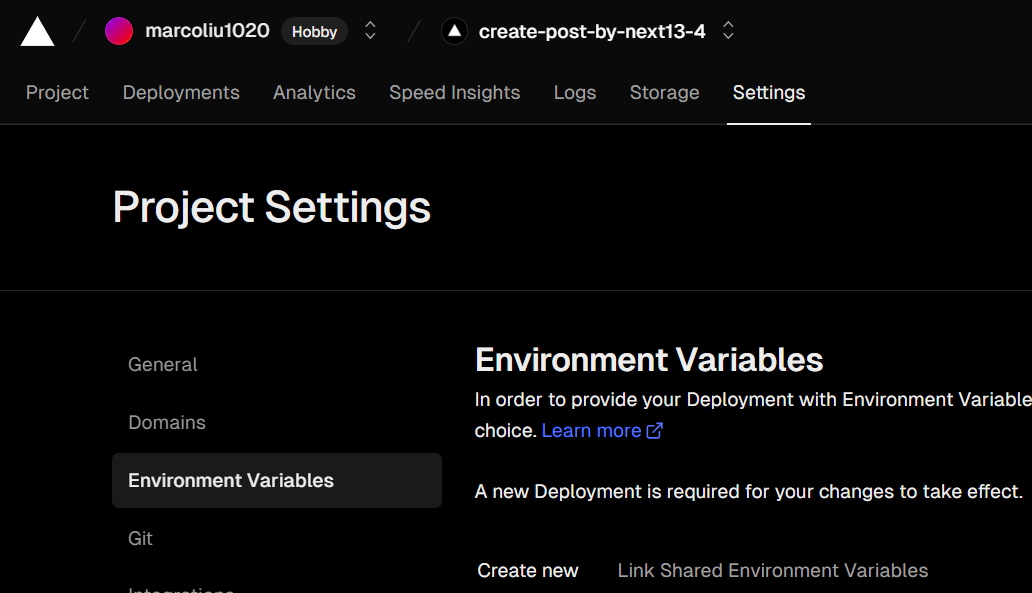 marcoliu1020 Hobby create-post-by-next13-4
Project Deployments Analytics Speed Insights Logs Storage Settings
Project Settings
General
Domains
Environment Variables
Git
Integrations
Environment Variables
In order to provide your Deployment with Environment Variable
choice. Learn more
A new Deployment is required for your changes to take effect.
Create new Link Shared Environment Variables